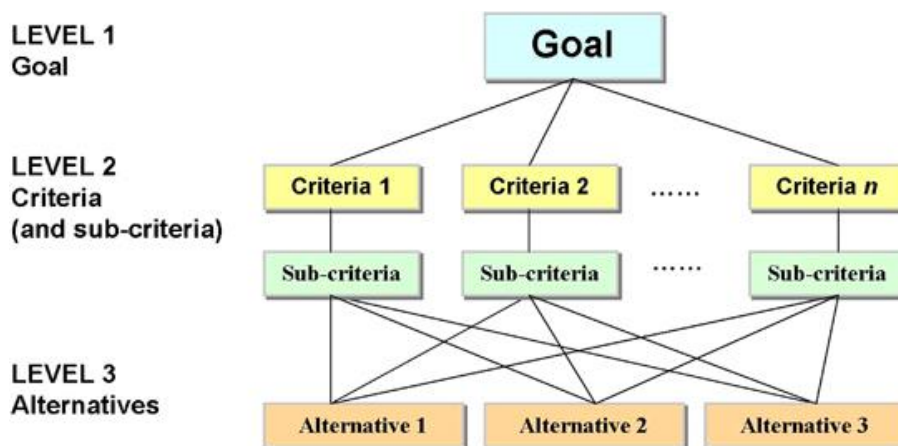 LEVEL 1
Goal
Goal
LEVEL 2
Criteria
(and sub-criteria)
Criteria 1
Criteria 2
......
Criteria n
Sub-criteria
Sub-criteria
......
Sub-criteria
LEVEL 3
Alternatives
Alternative 1
Alternative 2
Alternative 3